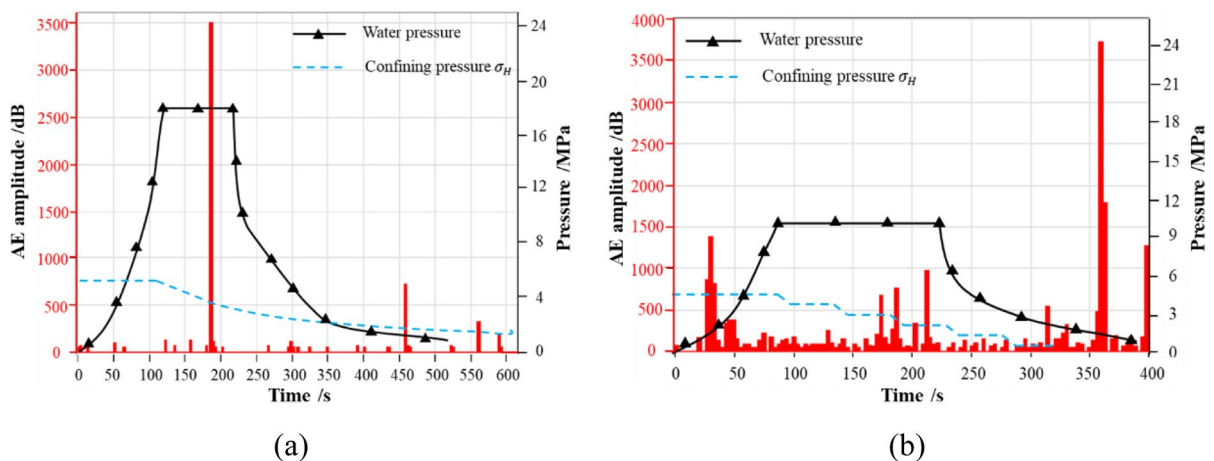 3500
3000
2500
2000
1500
1000
500
0
AE amplitude /dB
Water pressure
Confining pressure σH
24
20
16
12
8
4
0
Pressure /MPa
0 50 100 150 200 250 300 350 400 450 500 550 600
Time /s
(a)
4000
3500
3000
2500
2000
1500
1000
500
0
AE amplitude /dB
Water pressure
Confining pressure σH
24
21
18
15
12
9
6
3
0
Pressure /MPa
0 50 100 150 200 250 300 350 400
Time /s
(b)